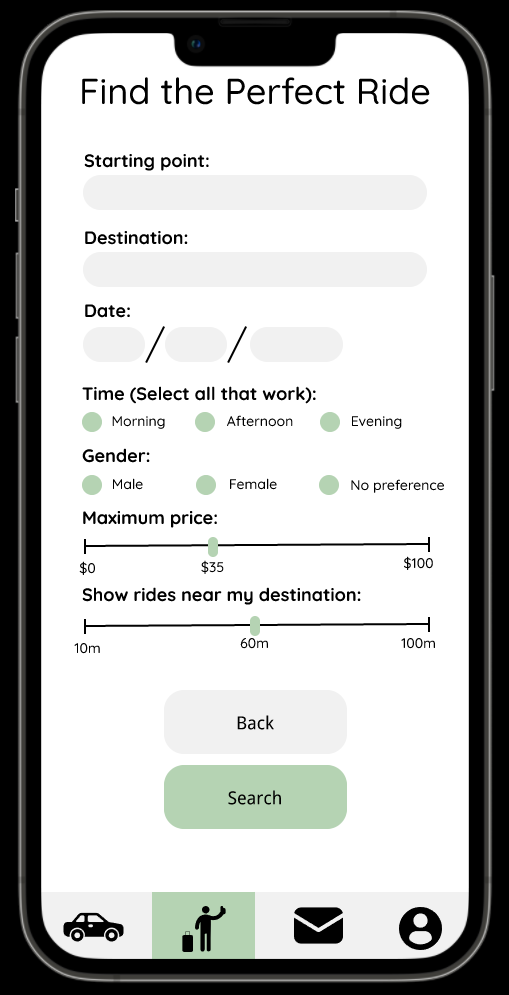 Find the Perfect Ride
Starting point:
Destination:
Date:
/ /
Time (Select all that work):
Morning Afternoon Evening
Gender:
Male Female No preference
Maximum price:
$0 $35 $100
Show rides near my destination:
10m 60m 100m
Back
Search